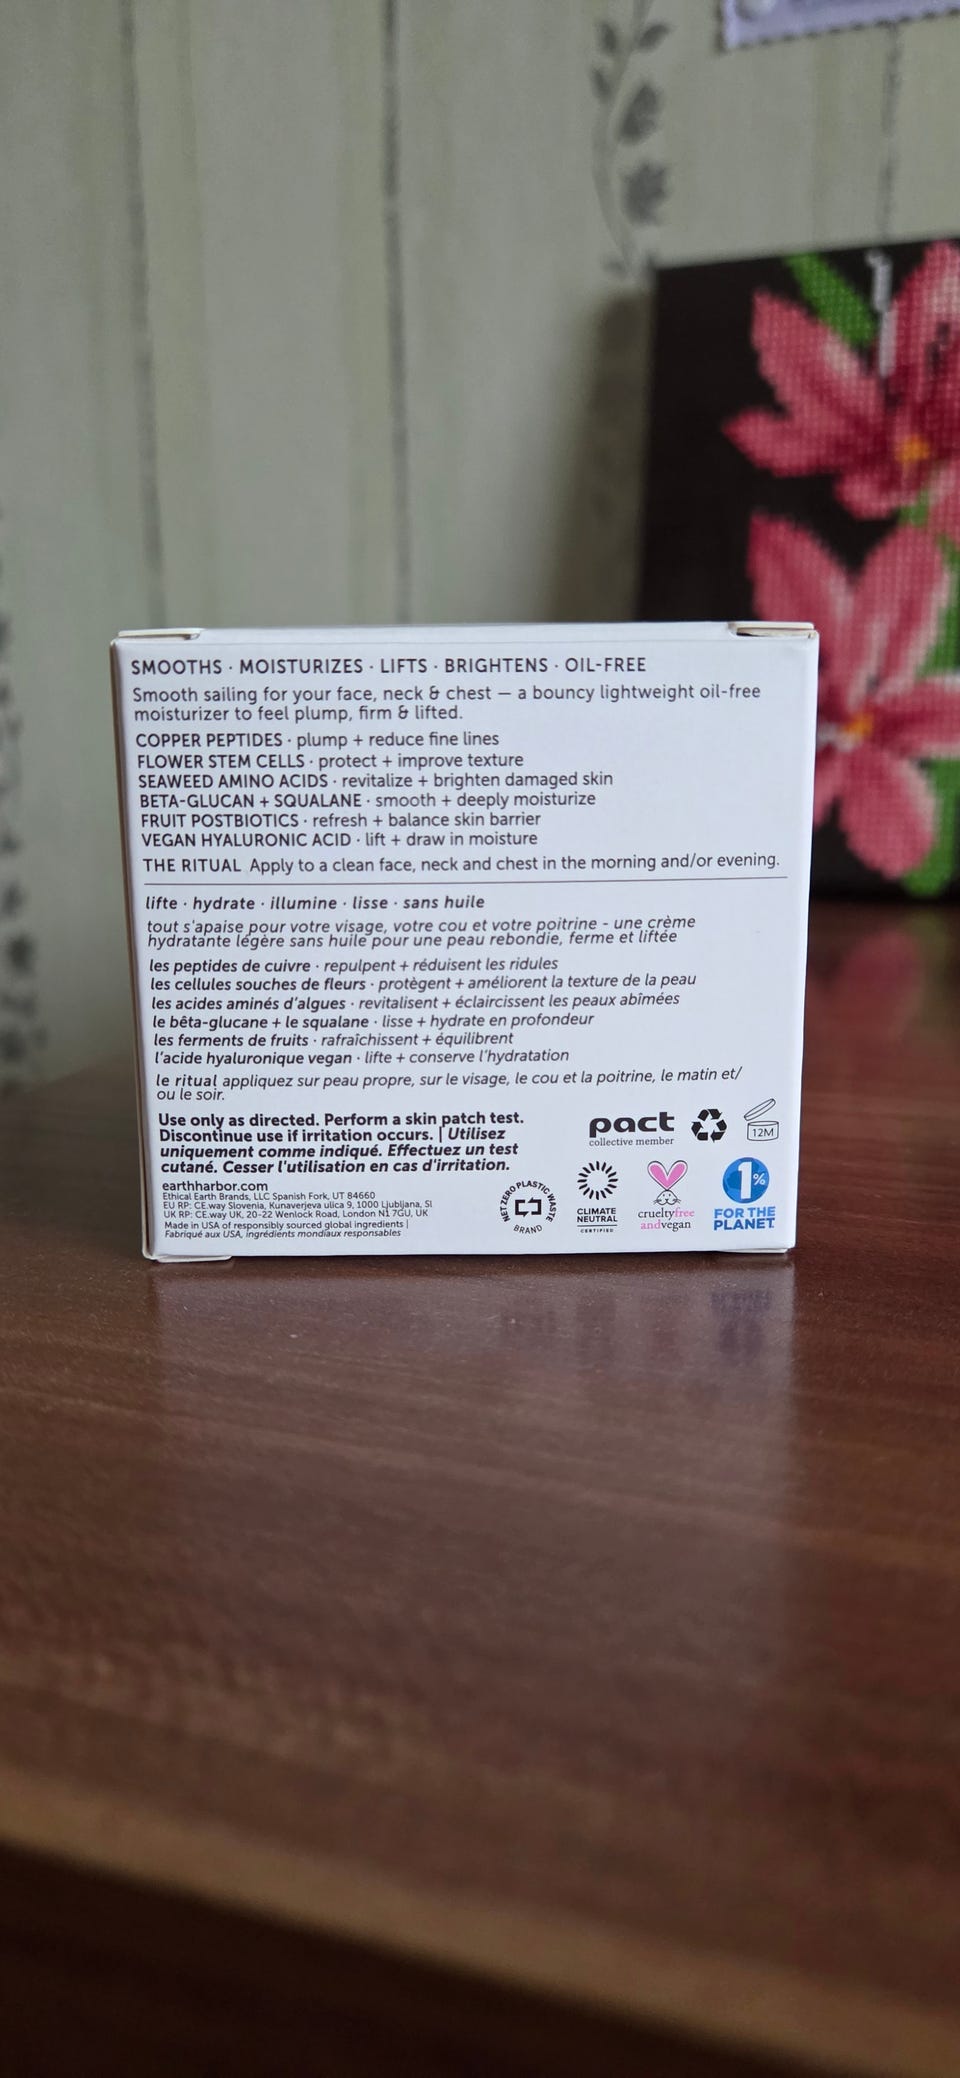 SMOOTHS · MOISTURIZES · LIFTS · BRIGHTENS · OIL-FREE
Smooth sailing for your face, neck & chest — a bouncy lightweight oil-free
moisturizer to feel plump, firm & lifted.
COPPER PEPTIDES · plump + reduce fine lines
FLOWER STEM CELLS · protect + improve texture
SEAWEED AMINO ACIDS · revitalize + brighten damaged skin
BETA-GLUCAN + SQUALANE · smooth + deeply moisturize
FRUIT POSTBIOTICS · refresh + balance skin barrier
VEGAN HYALURONIC ACID · lift + draw in moisture
THE RITUAL Apply to a clean face, neck and chest in the morning and/or evening.
lifte · hydrate · illumine · lisse · sans huile
tout s'apaise pour votre visage, votre cou et votre poitrine - une crème
hydratante légère sans huile pour une peau rebondie, ferme et liftée
les peptides de cuivre · repulpent + réduisent les ridules
les cellules souches de fleurs · protègent + améliorent la texture de la peau
les acides aminés d'algues · revitalisent + éclaircissent les peaux abîmées
le bêta-glucane + le squalane · lisse + hydrate en profondeur
les ferments de fruits · rafraîchissent + équilibrent
l'acide hyaluronique vegan · lifte + conserve l'hydratation
le ritual appliquez sur peau propre, sur le visage, le cou et la poitrine, le matin et/
ou le soir.
Use only as directed. Perform a skin patch test.
Discontinue use if irritation occurs. | Utilisez
uniquement comme indiqué. Effectuez un test
cutané. Cesser l'utilisation en cas d'irritation.
earthharbor.com
Ethical Earth Brands, LLC Spanish Fork, UT 84660
EU RP: CE.way Slovenia, Kunaverjeva ulica 9, 1000 Ljubljana, SI
UK RP: CE.way UK, 20-22 Wenlock Road, London N1 7GU, UK
Made in USA of responsibly sourced global ingredients |
Fabriqué aux USA, ingrédients mondiaux responsables
pact
collective member
12M
NET ZERO PLASTIC WASTE
BRAND
CLIMATE
NEUTRAL
CERTIFIED
crueltyfree
andvegan
1%
FOR THE
PLANET